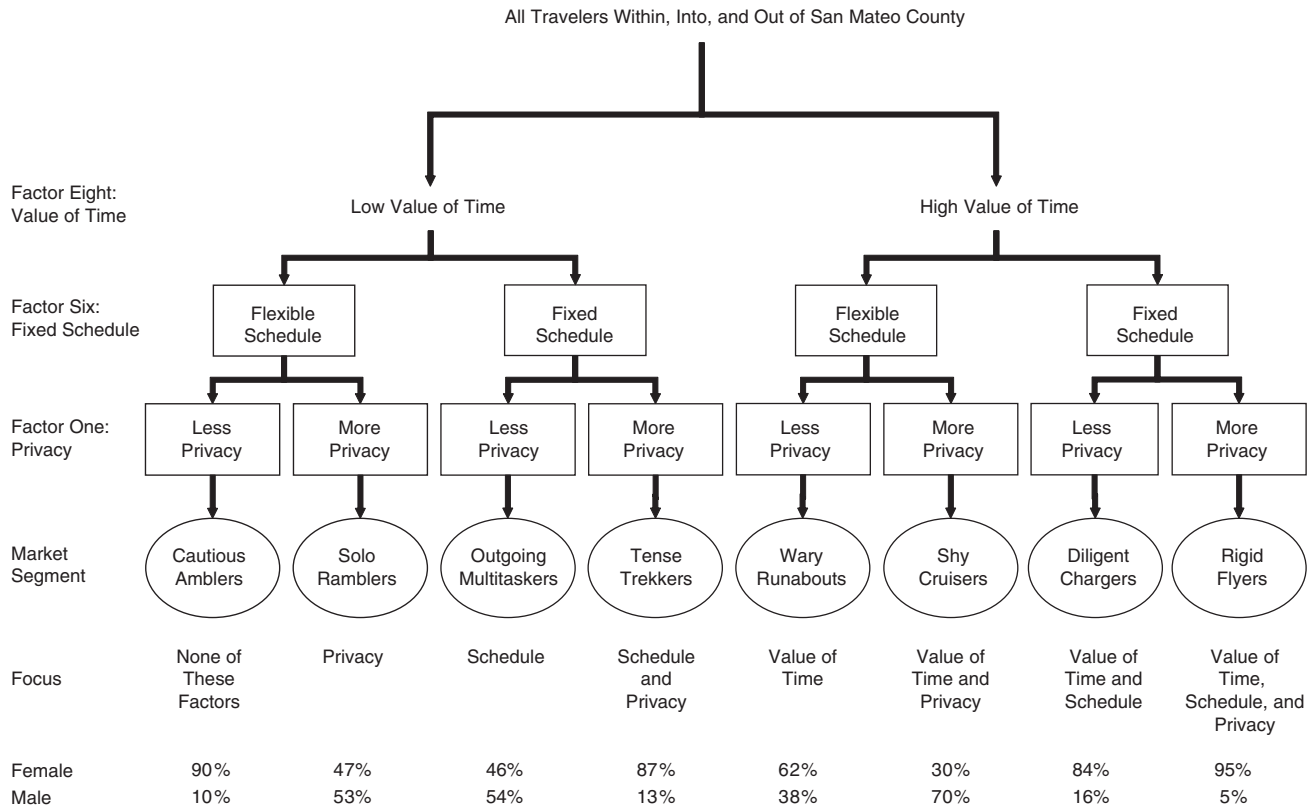 All Travelers Within, Into, and Out of San Mateo County
Factor Eight:
Value of Time
Low Value of Time
High Value of Time
Factor Six:
Fixed Schedule
Flexible
Schedule
Fixed
Schedule
Flexible
Schedule
Fixed
Schedule
Factor One:
Privacy
Less
Privacy
More
Privacy
Less
Privacy
More
Privacy
Less
Privacy
More
Privacy
Less
Privacy
More
Privacy
Market
Segment
Cautious
Amblers
Solo
Ramblers
Outgoing
Multitaskers
Tense
Trekkers
Wary
Runabouts
Shy
Cruisers
Diligent
Chargers
Rigid
Flyers
Focus
None of
These
Factors
Privacy
Schedule
Schedule
and
Privacy
Value of
Time
Value of
Time and
Privacy
Value of
Time and
Schedule
Value of
Time,
Schedule, and
Privacy
Female 90% 47% 46% 87% 62% 30% 84% 95%
Male 10% 53% 54% 13% 38% 70% 16% 5%